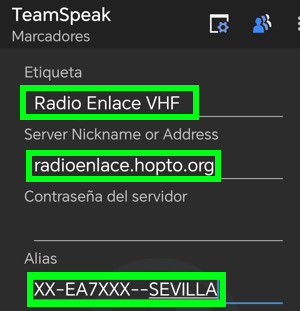 TeamSpeak
Marcadores
Etiqueta
Radio Enlace VHF
Server Nickname or Address
radioenlace.hopto.org
Contraseña del servidor
Alias
XX-EA7XXX--SEVILLA